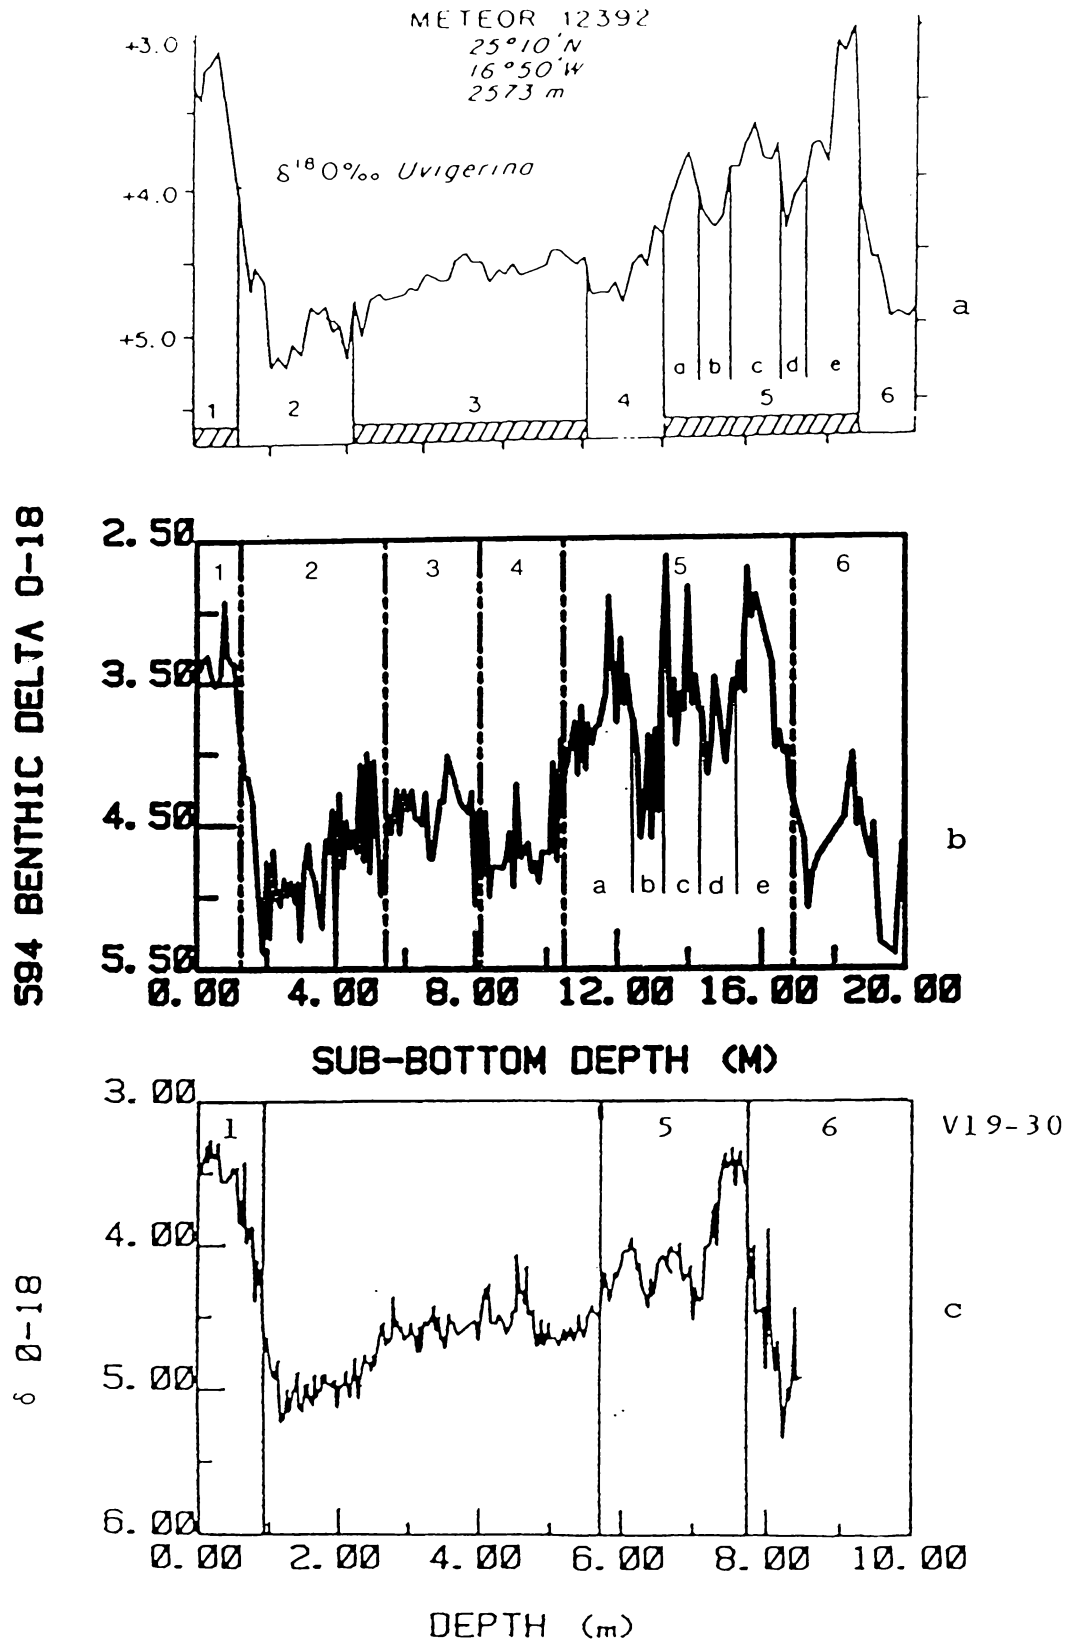 METEOR 12392
25°10'N
16°50'W
2573 m
+3.0
δ¹⁸O‰ Uvigerina
+4.0
+5.0
a
a b c d e
1 2 3 4 5 6
594 BENTHIC DELTA O-18
2.50
1 2 3 4 5 6
3.50
4.50
b
a b c d e
5.50
0.00 4.00 8.00 12.00 16.00 20.00
SUB-BOTTOM DEPTH (M)
3.00
1 5 6 V19-30
4.00
δ O-18
c
5.00
6.00
0.00 2.00 4.00 6.00 8.00 10.00
DEPTH (m)